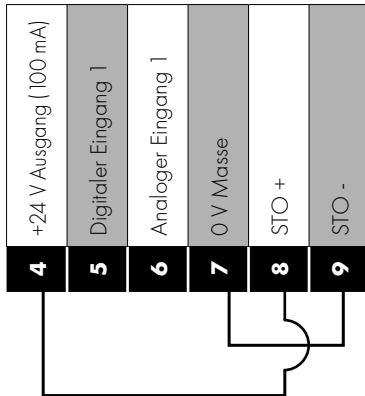 +24 V Ausgang (100 mA)
Digitaler Eingang 1
Analoger Eingang 1
0 V Masse
STO +
STO -
4
5
6
7
8
9